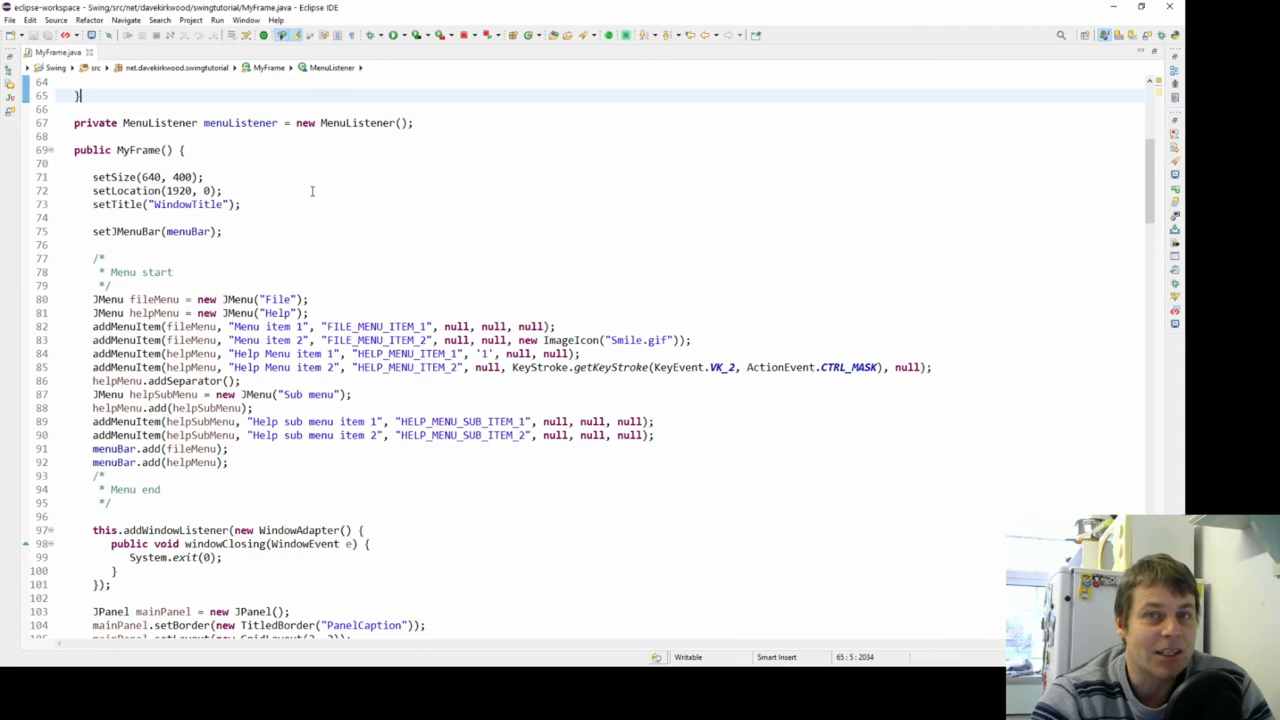 eclipse-workspace - Swing/src/net/davekirkwood/swingtutorial/MyFrame.java - Eclipse IDE
File Edit Source Refactor Navigate Search Project Run Window Help
MyFrame.java
Swing src net.davekirkwood.swingtutorial MyFrame MenuListener
64
65 }
66
67 private MenuListener menuListener = new MenuListener();
68
69 public MyFrame() {
70
71 setSize(640, 400);
72 setLocation(1920, 0);
73 setTitle("WindowTitle");
74
75 setJMenuBar(menuBar);
76
77 /*
78 * Menu start
79 */
80 JMenu fileMenu = new JMenu("File");
81 JMenu helpMenu = new JMenu("Help");
82 addMenuItem(fileMenu, "Menu item 1", "FILE_MENU_ITEM_1", null, null, null);
83 addMenuItem(fileMenu, "Menu item 2", "FILE_MENU_ITEM_2", null, null, new ImageIcon("Smile.gif"));
84 addMenuItem(helpMenu, "Help Menu item 1", "HELP_MENU_ITEM_1", '1', null, null);
85 addMenuItem(helpMenu, "Help Menu item 2", "HELP_MENU_ITEM_2", null, KeyStroke.getKeyStroke(KeyEvent.VK_2, ActionEvent.CTRL_MASK), null);
86 helpMenu.addSeparator();
87 JMenu helpSubMenu = new JMenu("Sub menu");
88 helpMenu.add(helpSubMenu);
89 addMenuItem(helpSubMenu, "Help sub menu item 1", "HELP_MENU_SUB_ITEM_1", null, null, null);
90 addMenuItem(helpSubMenu, "Help sub menu item 2", "HELP_MENU_SUB_ITEM_2", null, null, null);
91 menuBar.add(fileMenu);
92 menuBar.add(helpMenu);
93 /*
94 * Menu end
95 */
96
97 this.addWindowListener(new WindowAdapter() {
98 public void windowClosing(WindowEvent e) {
99 System.exit(0);
100 }
101 });
102
103 JPanel mainPanel = new JPanel();
104 mainPanel.setBorder(new TitledBorder("PanelCaption"));
Writable Smart Insert 65 : 5 : 2034